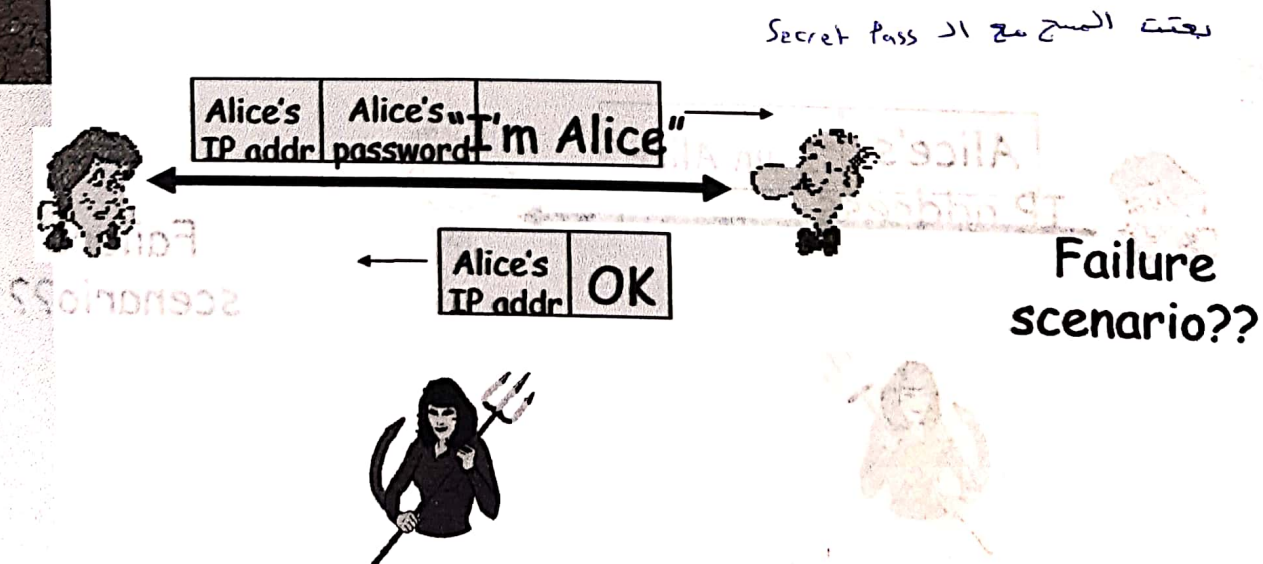 بعتت المسج مع ال Secret Pass
Alice's IP addr
Alice's password
"I'm Alice"
Alice's IP addr
OK
Failure
scenario??